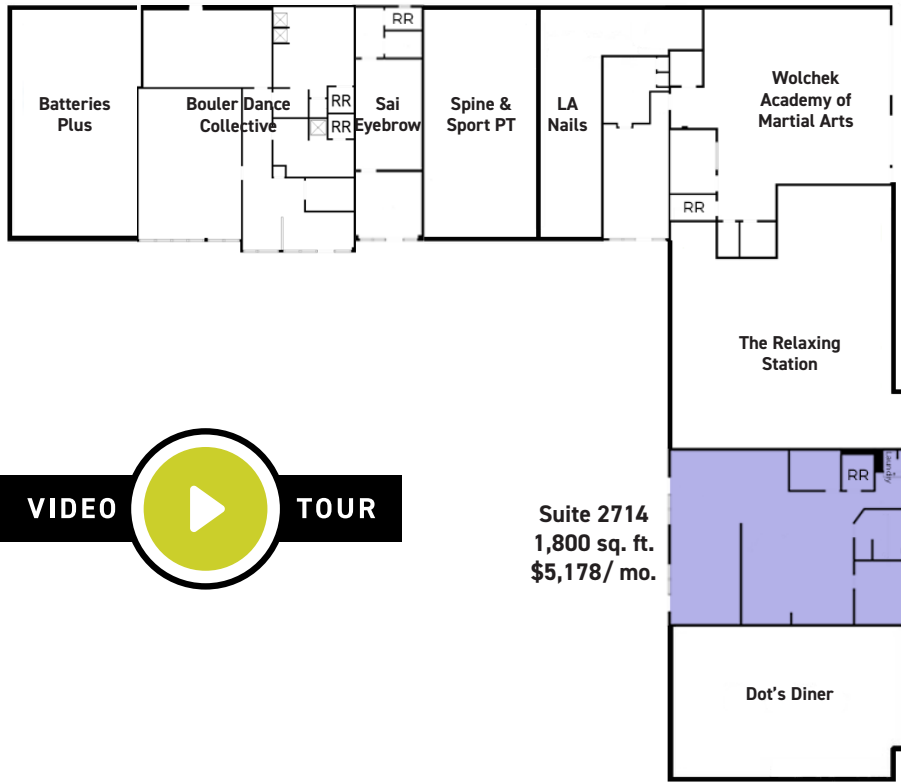 RR
Batteries
Plus
Bouler Dance
Collective
RR
RR
Sai
Eyebrow
Spine &
Sport PT
LA
Nails
Wolchek
Academy of
Martial Arts
RR
The Relaxing
Station
VIDEO TOUR
Suite 2714
1,800 sq. ft.
$5,178/ mo.
RR
Laundy
Dot's Diner